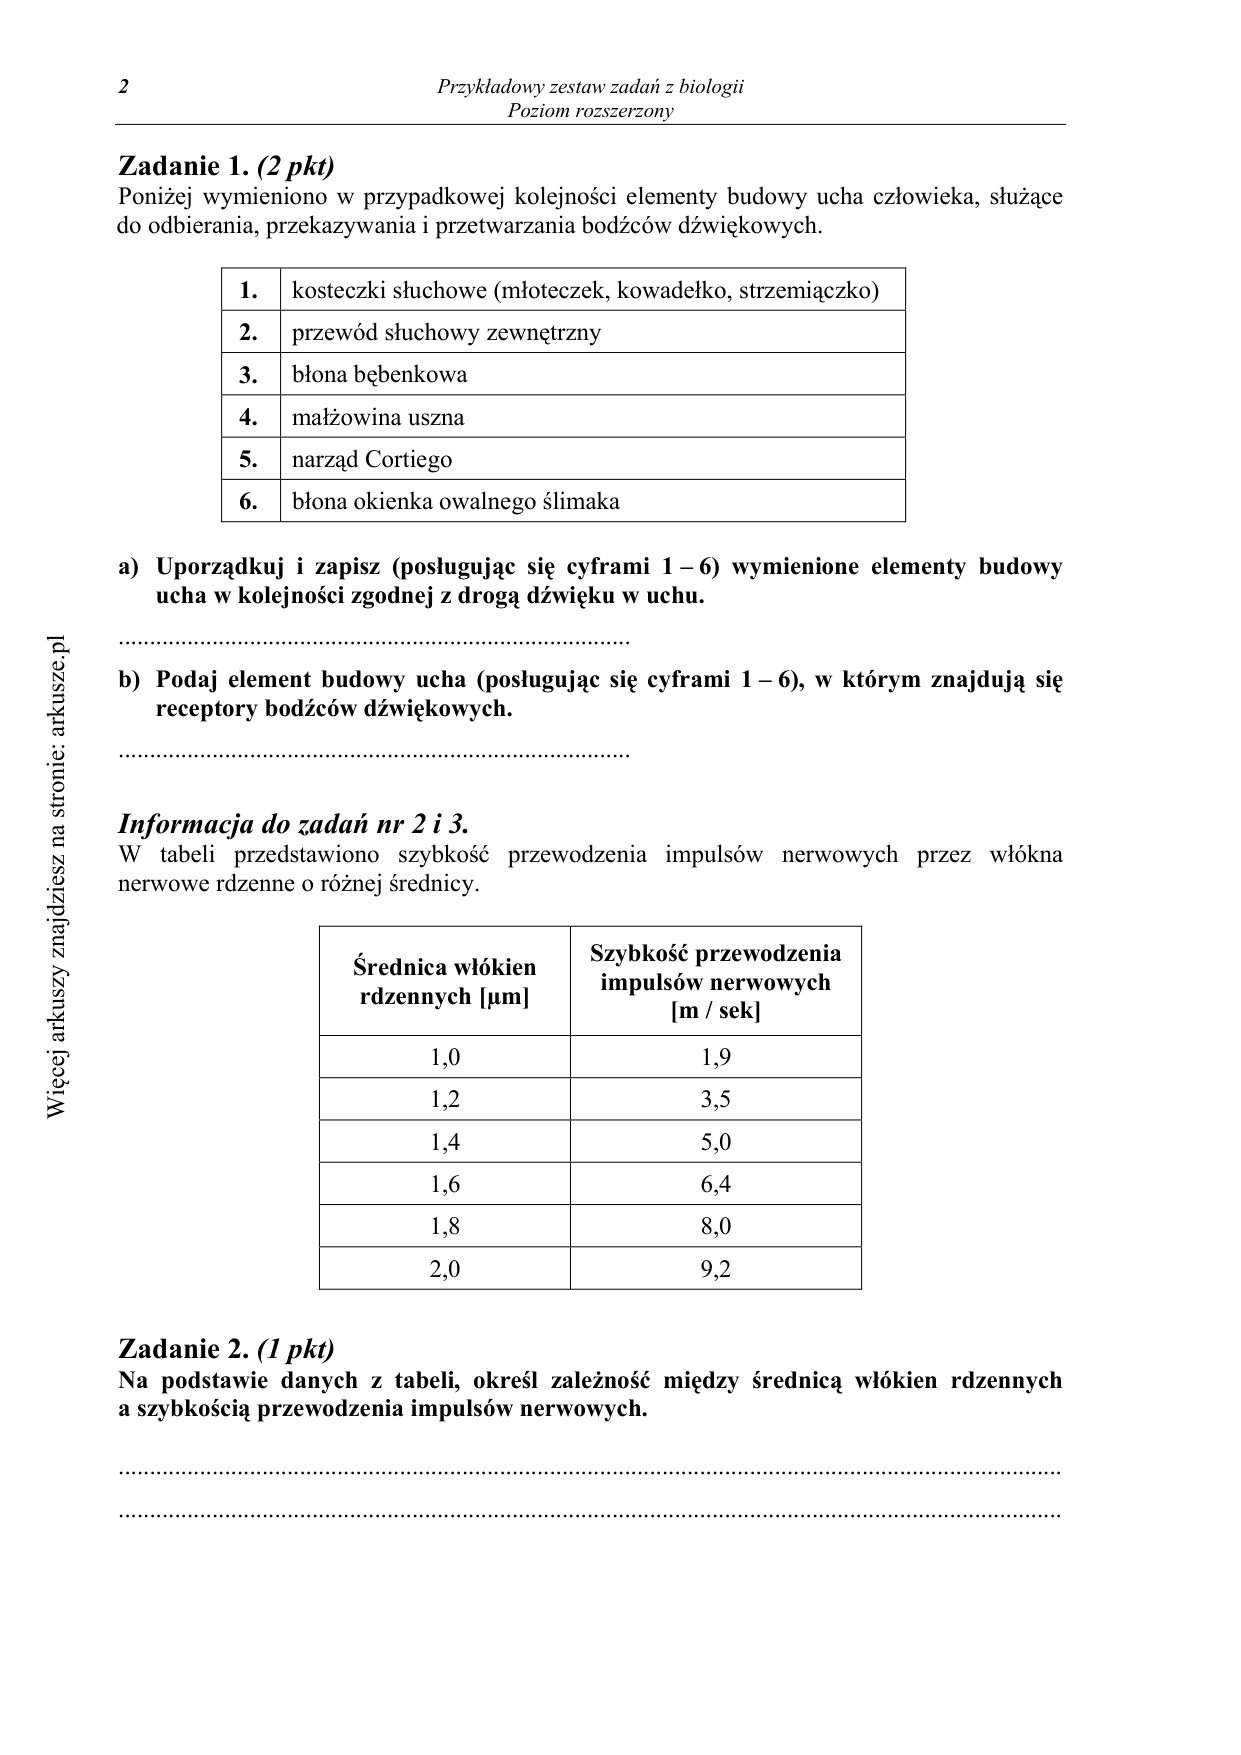 2
Przykładowy zestaw zadań z biologii
Poziom rozszerzony
Zadanie 1. (2 pkt)
Poniżej wymieniono w przypadkowej kolejności elementy budowy ucha człowieka, służące
do odbierania, przekazywania i przetwarzania bodźców dźwiękowych.
1. kosteczki słuchowe (młoteczek, kowadełko, strzemiączko)
2. przewód słuchowy zewnętrzny
3. błona bębenkowa
4. małżowina uszna
5. narząd Cortiego
6. błona okienka owalnego ślimaka
a) Uporządkuj i zapisz (posługując się cyframi 1 – 6) wymienione elementy budowy
ucha w kolejności zgodnej z drogą dźwięku w uchu.
..................................................................................
b) Podaj element budowy ucha (posługując się cyframi 1 – 6), w którym znajdują się
receptory bodźców dźwiękowych.
..................................................................................
Informacja do zadań nr 2 i 3.
W tabeli przedstawiono szybkość przewodzenia impulsów nerwowych przez włókna
nerwowe rdzenne o różnej średnicy.
Średnica włókien
rdzennych [μm]
Szybkość przewodzenia
impulsów nerwowych
[m / sek]
1,0 1,9
1,2 3,5
1,4 5,0
1,6 6,4
1,8 8,0
2,0 9,2
Zadanie 2. (1 pkt)
Na podstawie danych z tabeli, określ zależność między średnicą włókien rdzennych
a szybkością przewodzenia impulsów nerwowych.
.......................................................................................................................................................
.......................................................................................................................................................
Więcej arkuszy znajdziesz na stronie: arkusze.pl